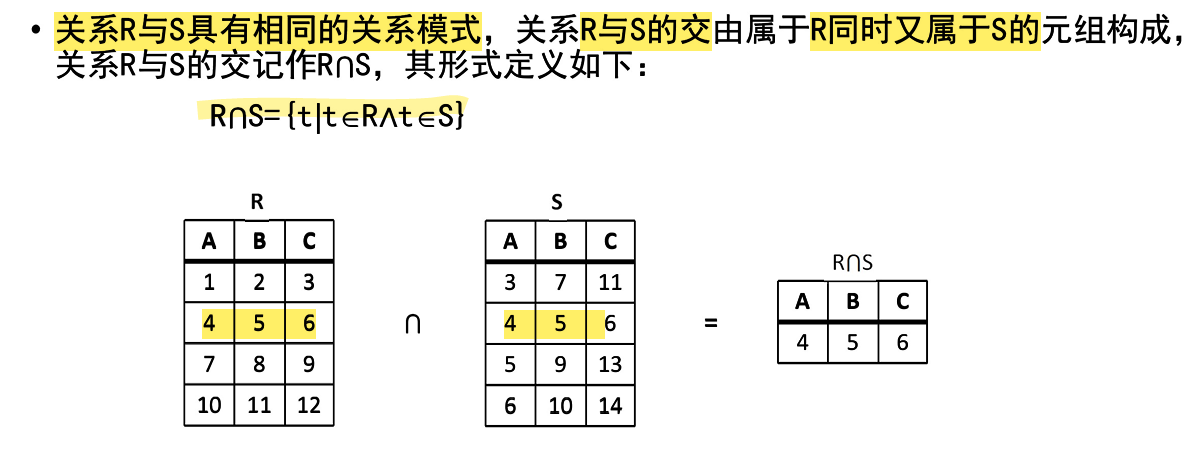 • 关系R与S具有相同的关系模式，关系R与S的交由属于R同时又属于S的元组构成，
关系R与S的交记作R∩S，其形式定义如下：
R∩S={t|t∈R∧t∈S}
R
A B C
1 2 3
4 5 6
7 8 9
10 11 12
∩
S
A B C
3 7 11
4 5 6
5 9 13
6 10 14
=
R∩S
A B C
4 5 6